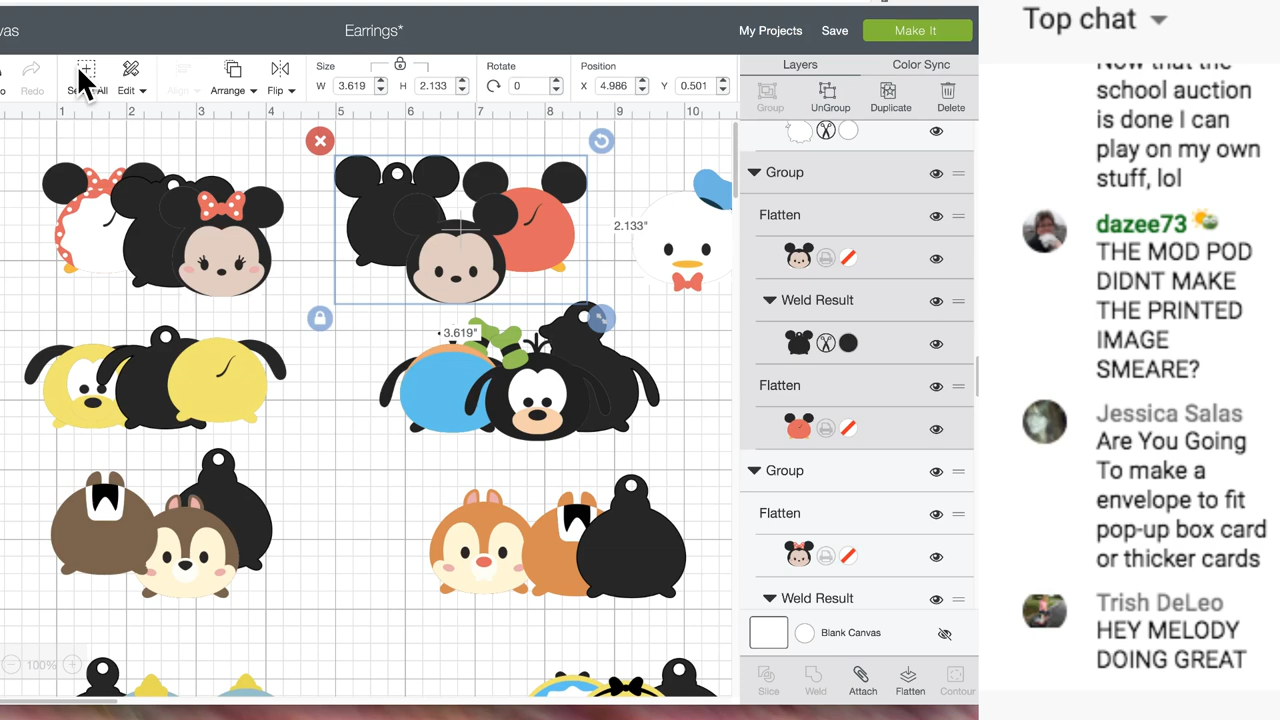 vas
Earrings*
My Projects Save Make It
Redo
Select All
Edit
Align
Arrange
Flip
Size
W 3.619 H 2.133
Rotate
0
Position
X 4.986 Y 0.501
Layers Color Sync
Group UnGroup Duplicate Delete
1 2 3 4 5 6 7 8 9 10
2.133"
3.619"
100%
Group
Flatten
Weld Result
Flatten
Group
Flatten
Weld Result
Blank Canvas
Slice Weld Attach Flatten Contour
Top chat
Now that the
school auction
is done I can
play on my own
stuff, lol
dazee73
THE MOD POD
DIDNT MAKE
THE PRINTED
IMAGE
SMEARE?
Jessica Salas
Are You Going
To make a
envelope to fit
pop-up box card
or thicker cards
Trish DeLeo
HEY MELODY
DOING GREAT